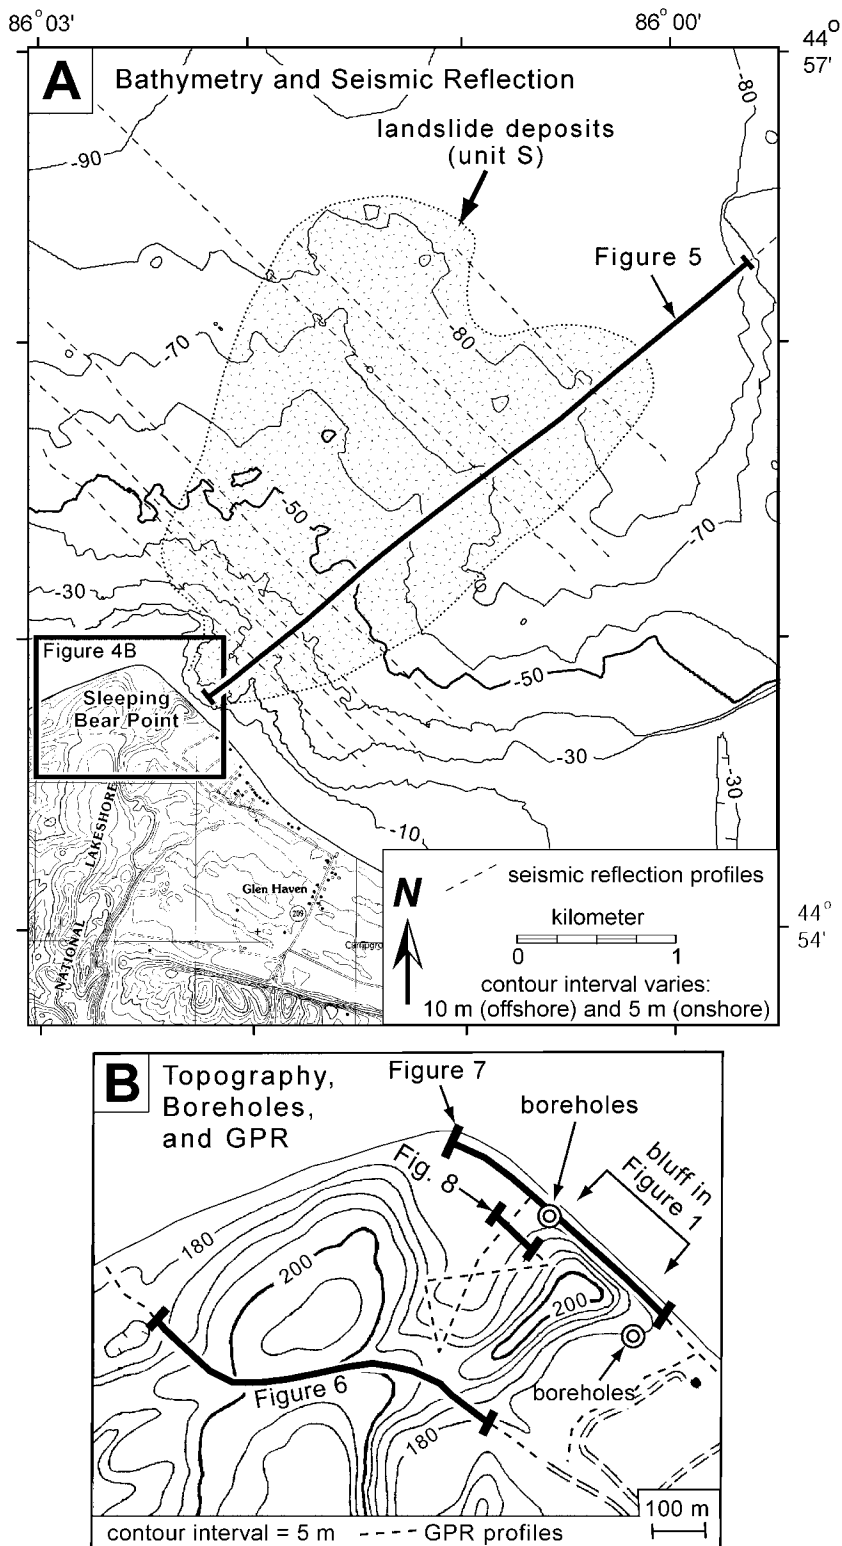 86° 03'
86° 00'
44°
57'
A Bathymetry and Seismic Reflection
-80
landslide deposits
(unit S)
-90
Figure 5
-80
-70
-50
-70
-30
Figure 4B
Sleeping
Bear Point
-50
-30
-30
-10
LAKESHORE
NATIONAL
Glen Haven
209
N
seismic reflection profiles
kilometer
0
1
44°
54'
contour interval varies:
10 m (offshore) and 5 m (onshore)
B Topography,
Boreholes,
and GPR
Figure 7
boreholes
Fig. 8
bluff in
Figure 1
180
200
200
Figure 6
boreholes
180
100 m
contour interval = 5 m
GPR profiles